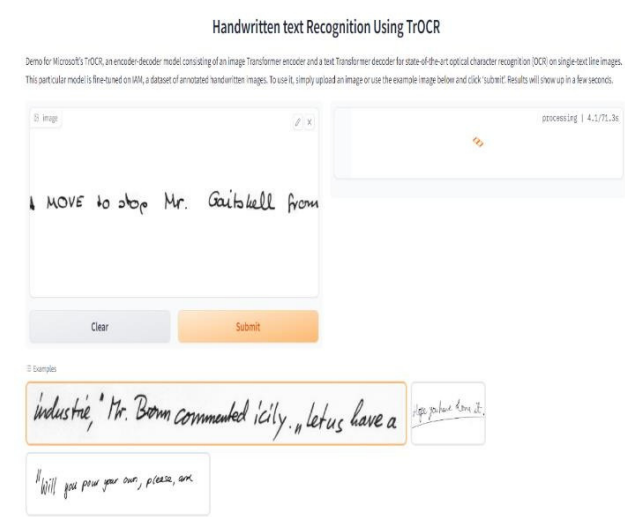 Handwritten text Recognition Using TrOCR
Demo for Microsoft's TrOCR, an encoder-decoder model consisting of an image Transformer encoder and a text Transformer decoder for state-of-the-art optical character recognition (OCR) on single-text line images.
This particular model is fine-tuned on IAM, a dataset of annotated handwritten images. To use it, simply upload an image or use the example image below and click 'submit'. Results will show up in a few seconds.
image
processing | 4.1/71.3s
A MOVE to stop Mr. Gaitskell from
Clear
Submit
Examples
industrie," Mr. Brown commented icily. "Let us have a
hope you have done it.
"Will you pour your own, please, and